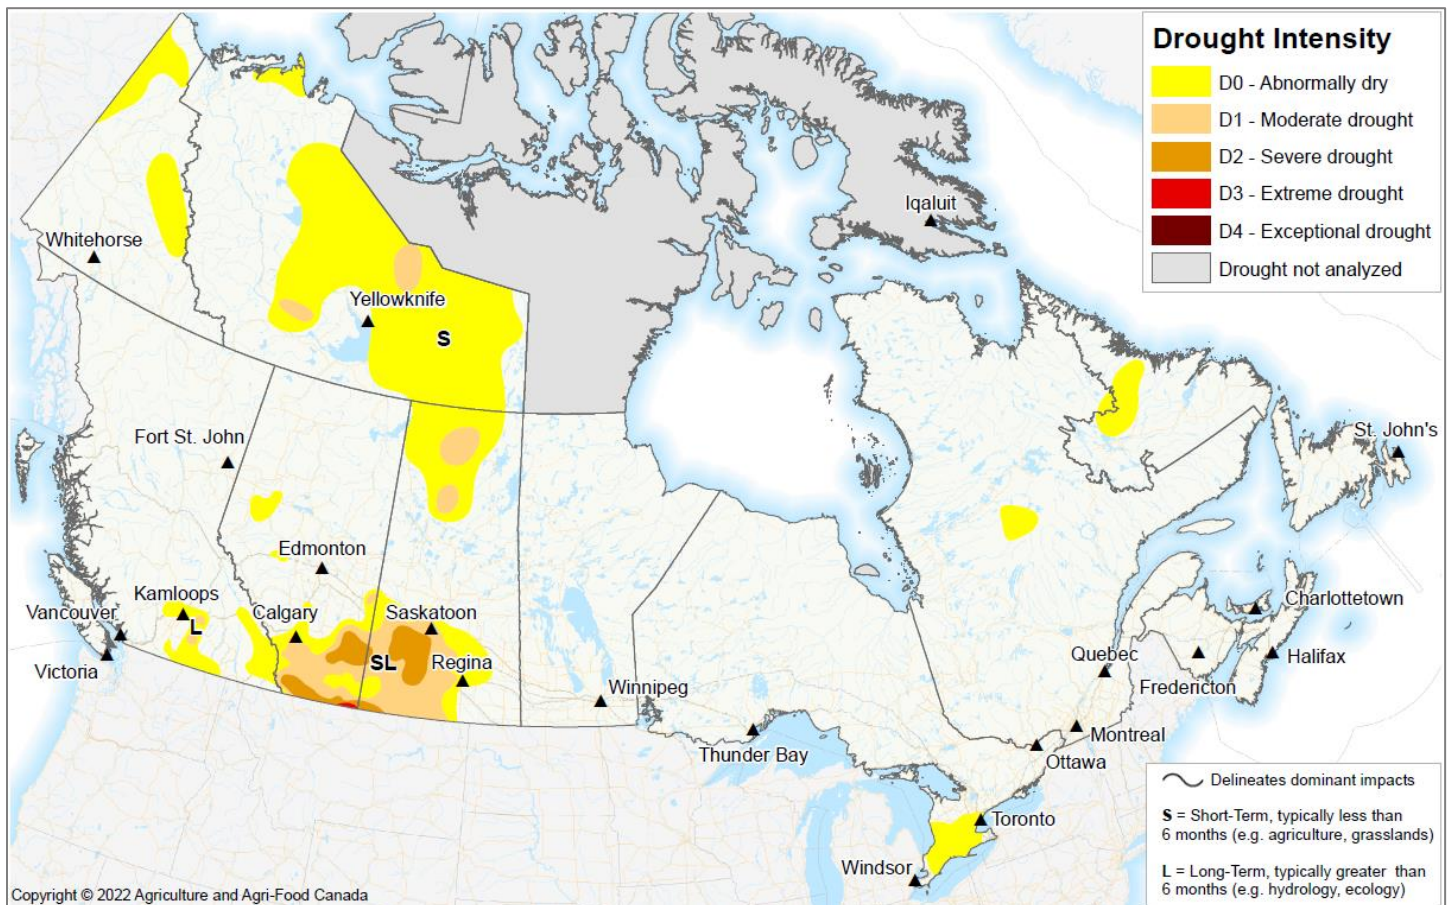 Drought Intensity
D0 - Abnormally dry
D1 - Moderate drought
D2 - Severe drought
D3 - Extreme drought
D4 - Exceptional drought
Drought not analyzed
Iqaluit
Whitehorse
Yellowknife
S
Fort St. John
St. John's
Edmonton
Kamloops
Calgary
Saskatoon
Vancouver
L
Charlottetown
Victoria
SL
Regina
Quebec
Halifax
Winnipeg
Fredericton
Thunder Bay
Montreal
Ottawa
Toronto
Windsor
Delineates dominant impacts
S = Short-Term, typically less than
6 months (e.g. agriculture, grasslands)
L = Long-Term, typically greater than
6 months (e.g. hydrology, ecology)
Copyright © 2022 Agriculture and Agri-Food Canada